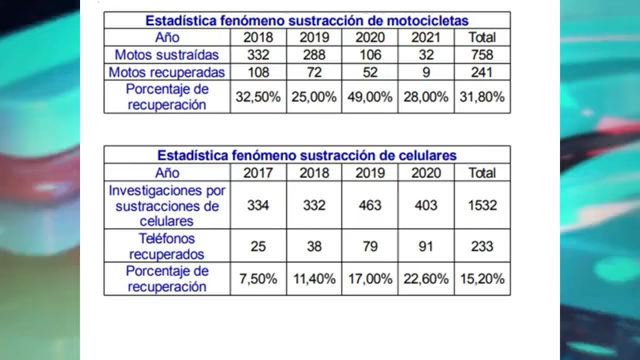 Estadística fenómeno sustracción de motocicletas
Año 2018 2019 2020 2021 Total
Motos sustraídas 332 288 106 32 758
Motos recuperadas 108 72 52 9 241
Porcentaje de recuperación 32,50% 25,00% 49,00% 28,00% 31,80%
Estadística fenómeno sustracción de celulares
Año 2017 2018 2019 2020 Total
Investigaciones por sustracciones de celulares 334 332 463 403 1532
Teléfonos recuperados 25 38 79 91 233
Porcentaje de recuperación 7,50% 11,40% 17,00% 22,60% 15,20%